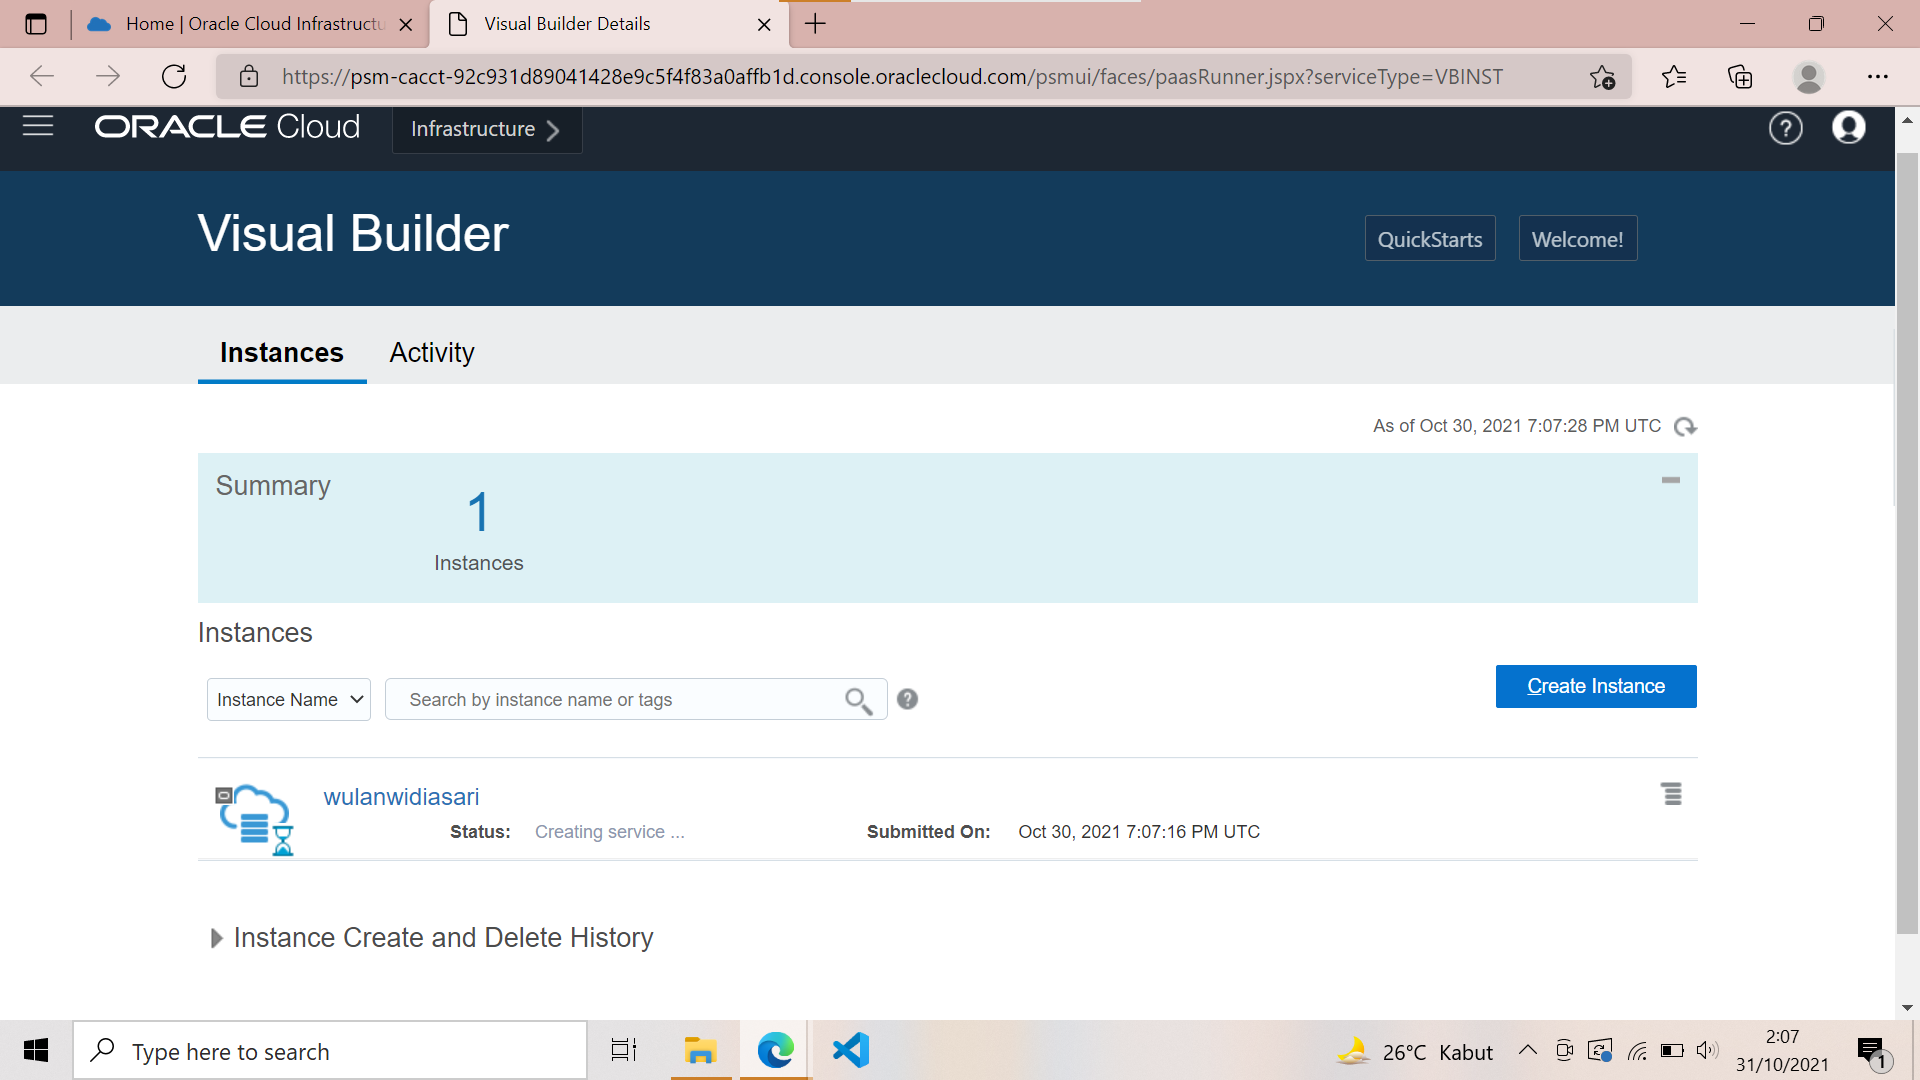 Home | Oracle Cloud Infrastructu
Visual Builder Details
https://psm-cacct-92c931d89041428e9c5f4f83a0affb1d.console.oraclecloud.com/psmui/faces/paasRunner.jspx?serviceType=VBINST
ORACLE Cloud
Infrastructure
?
Visual Builder
QuickStarts
Welcome!
Instances
Activity
As of Oct 30, 2021 7:07:28 PM UTC
Summary
1
Instances
Instances
Instance Name
Search by instance name or tags
?
Create Instance
wulanwidiasari
Status: Creating service ...
Submitted On: Oct 30, 2021 7:07:16 PM UTC
Instance Create and Delete History
Type here to search
26°C Kabut
2:07
31/10/2021
1